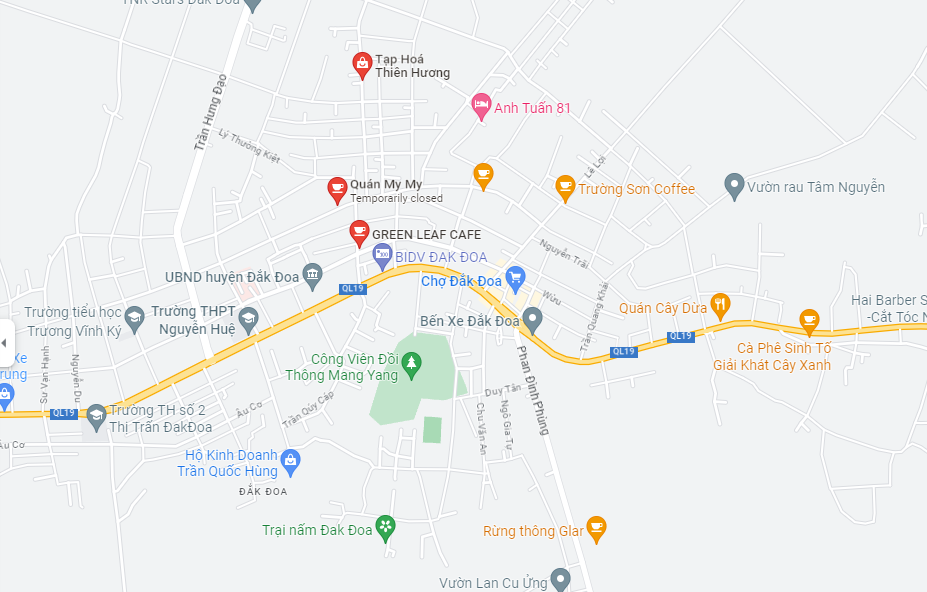 TNR Stars Đak Đoa
Tạp Hoá
Thiên Hương
Anh Tuấn 81
Trần Hưng Đạo
Lý Thường Kiệt
Lê Lợi
Quán My My
Temporarily closed
Trường Sơn Coffee
Vườn rau Tâm Nguyễn
GREEN LEAF CAFE
BIDV ĐAK ĐOA
Nguyễn Trãi
UBND huyện Đắk Đoa
Chợ Đắk Đoa
QL19
Wừu
Trần Quang Khải
Trường tiểu học
Trương Vĩnh Ký
Trường THPT
Nguyễn Huệ
Bến Xe Đắk Đoa
Quán Cây Dừa
Hai Barber S
-Cắt Tóc N
QL19
QL19
Cà Phê Sinh Tố
Giải Khát Cây Xanh
Xe
rung
Sư Vạn Hạnh
Nguyễn Du
Công Viên Đồi
Thông Mang Yang
Phan Đình Phùng
Duy Tân
Chu Văn An
Ngô Gia Tự
QL19
Trường TH số 2
Thị Trấn ĐakĐoa
Âu Cơ
Trần Qúy Cáp
Âu Cơ
Hộ Kinh Doanh
Trần Quốc Hùng
ĐẮK ĐOA
Trại nấm Đak Đoa
Rừng thông Glar
Vườn Lan Cu Ửng